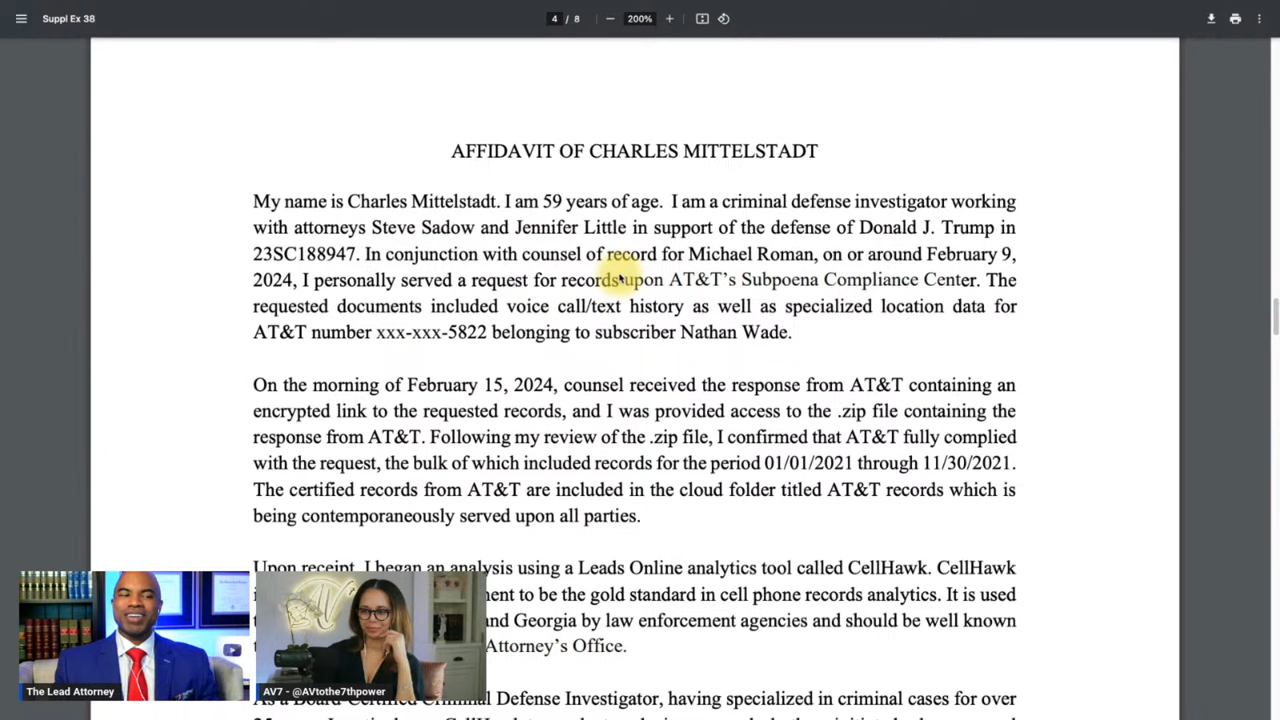 Suppl Ex 38
4 / 8
200%
AFFIDAVIT OF CHARLES MITTELSTADT
My name is Charles Mittelstadt. I am 59 years of age. I am a criminal defense investigator working
with attorneys Steve Sadow and Jennifer Little in support of the defense of Donald J. Trump in
23SC188947. In conjunction with counsel of record for Michael Roman, on or around February 9,
2024, I personally served a request for records upon AT&T's Subpoena Compliance Center. The
requested documents included voice call/text history as well as specialized location data for
AT&T number xxx-xxx-5822 belonging to subscriber Nathan Wade.
On the morning of February 15, 2024, counsel received the response from AT&T containing an
encrypted link to the requested records, and I was provided access to the .zip file containing the
response from AT&T. Following my review of the .zip file, I confirmed that AT&T fully complied
with the request, the bulk of which included records for the period 01/01/2021 through 11/30/2021.
The certified records from AT&T are included in the cloud folder titled AT&T records which is
being contemporaneously served upon all parties.
Upon receipt, I began an analysis using a Leads Online analytics tool called CellHawk. CellHawk
to be the gold standard in cell phone records analytics. It is used
and Georgia by law enforcement agencies and should be well known
Attorney's Office.
As a Board-Certified Criminal Defense Investigator, having specialized in criminal cases for over
The Lead Attorney
AV7 - @AVtothe7thpower